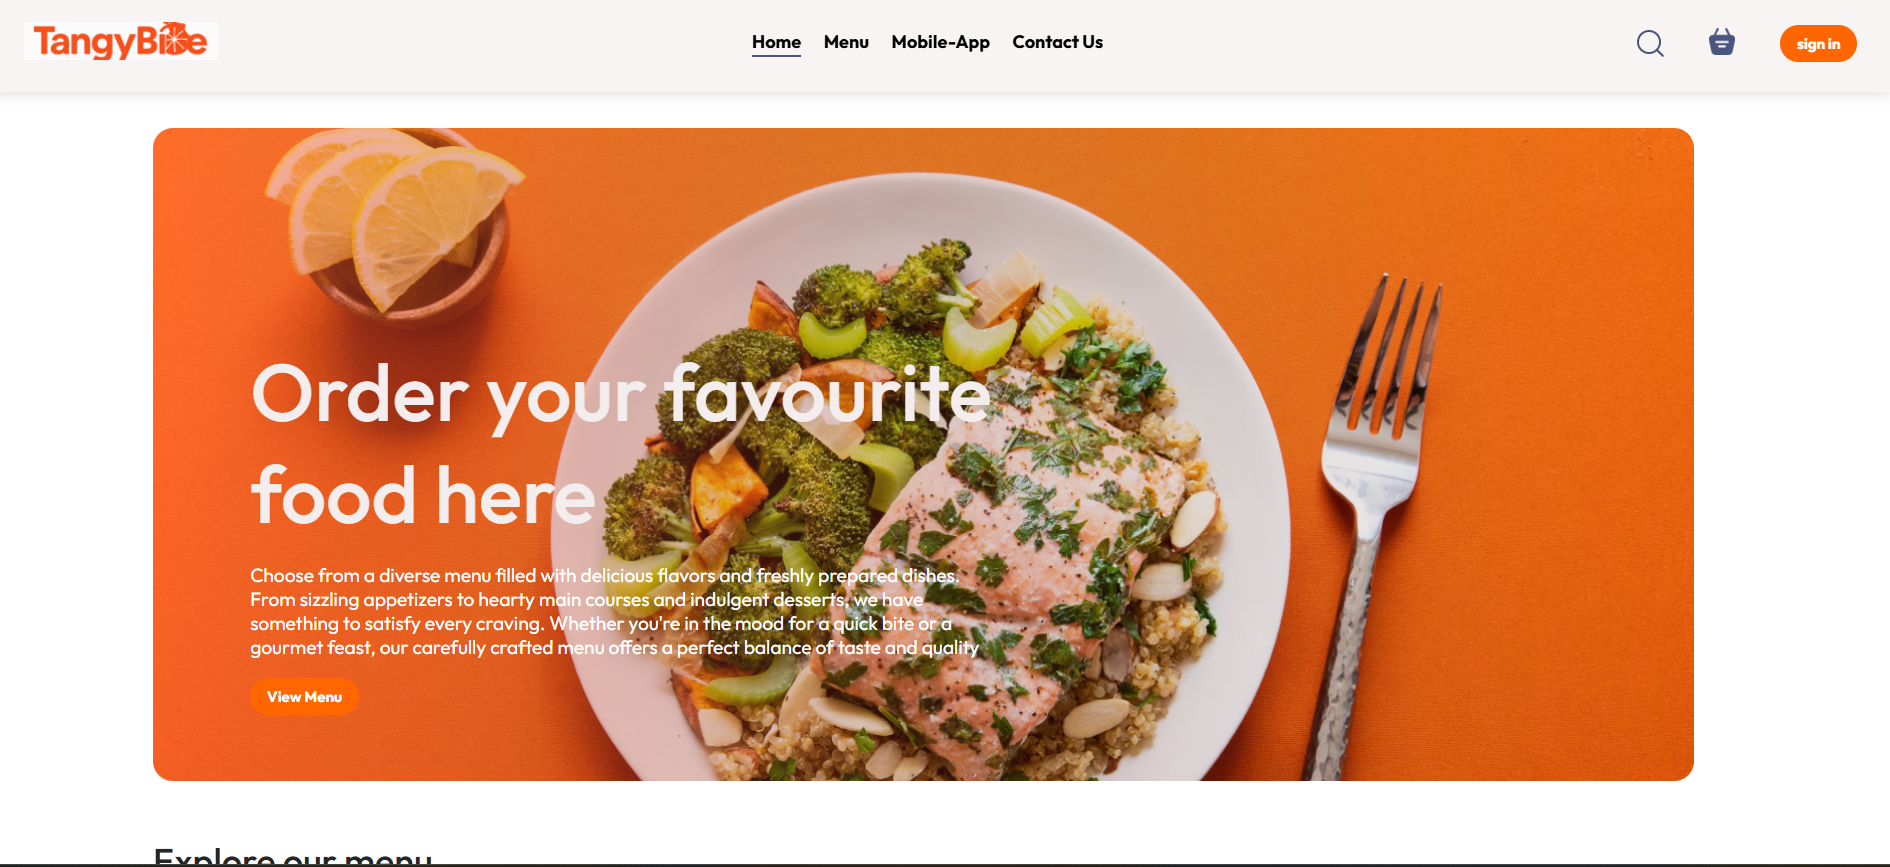 TangyBite
Home Menu Mobile-App Contact Us
sign in
Order your favourite
food here
Choose from a diverse menu filled with delicious flavors and freshly prepared dishes.
From sizzling appetizers to hearty main courses and indulgent desserts, we have
something to satisfy every craving. Whether you're in the mood for a quick bite or a
gourmet feast, our carefully crafted menu offers a perfect balance of taste and quality
View Menu
Explore our menu